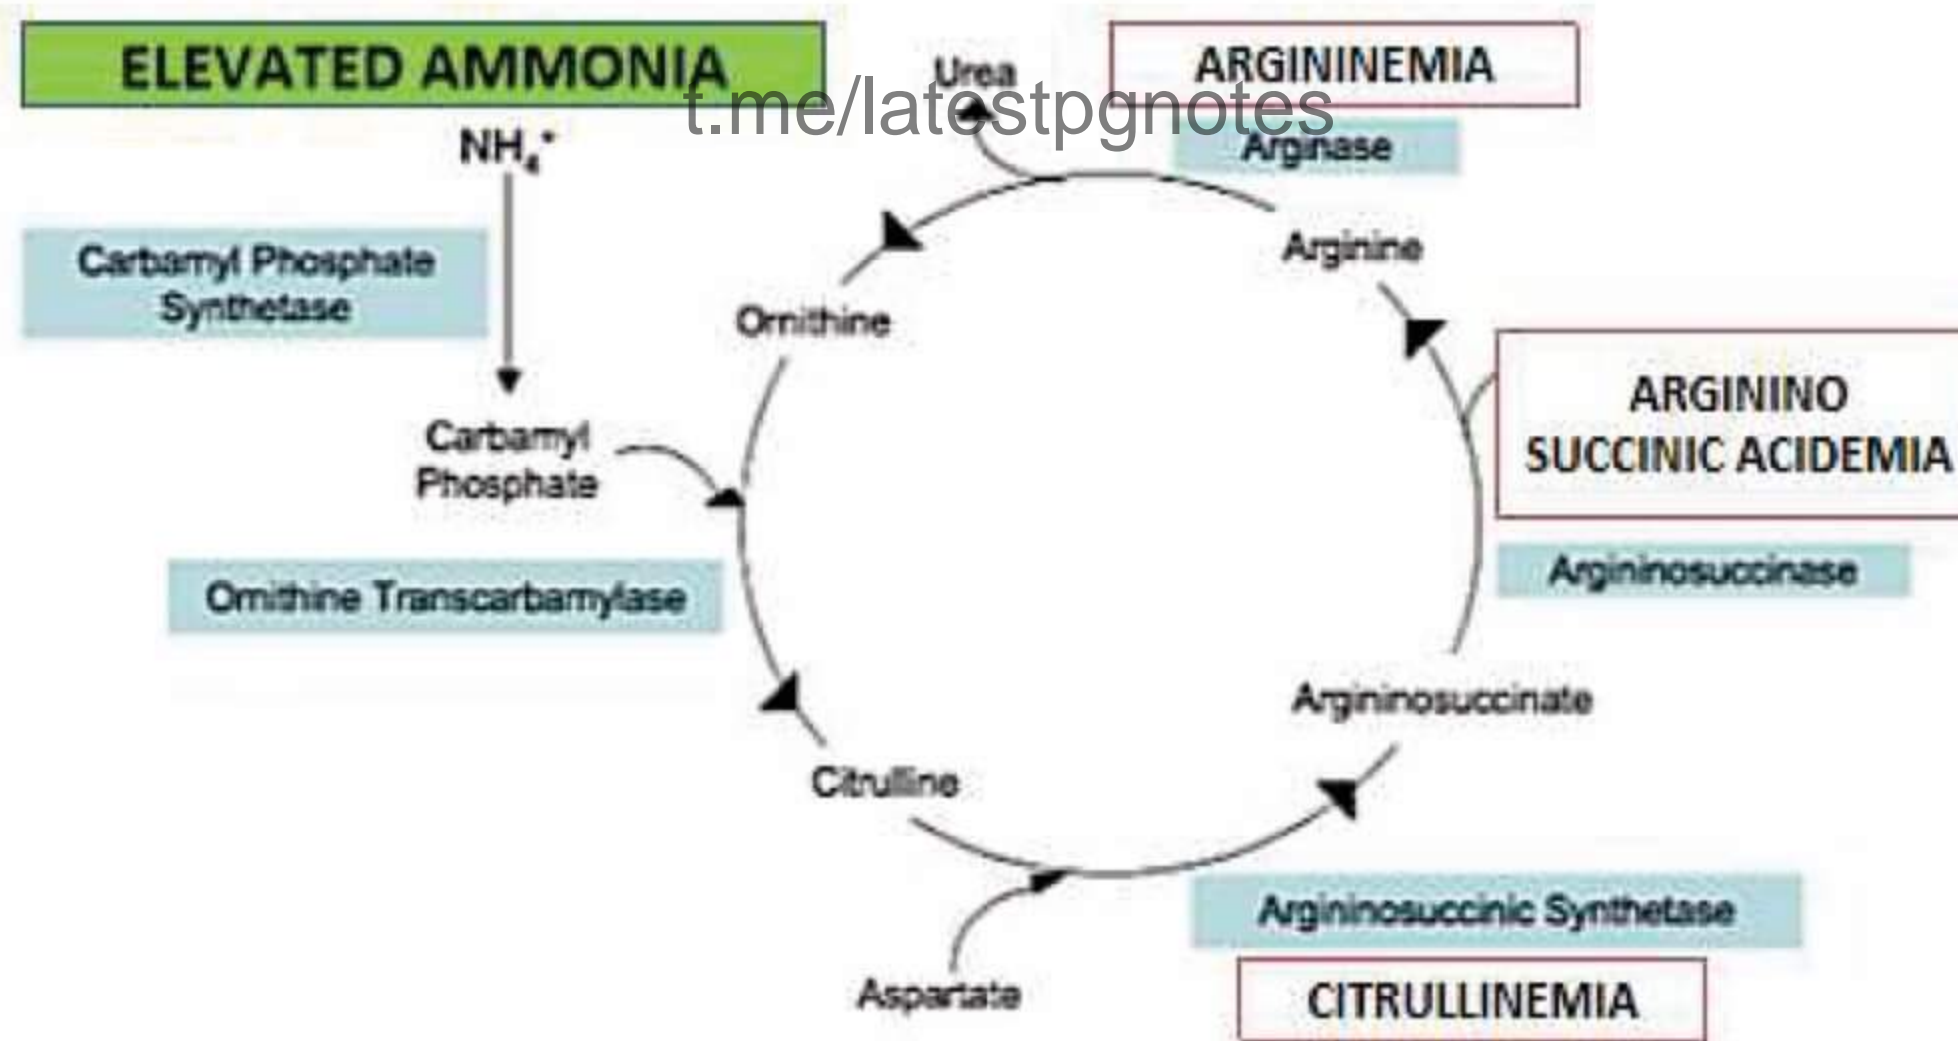 ELEVATED AMMONIA
Urea
ARGININEMIA
t.me/latestpgnotes
NH4+
Arginase
Carbamyl Phosphate
Synthetase
Arginine
Ornithine
ARGININO
SUCCINIC ACIDEMIA
Carbamyl
Phosphate
Argininosuccinase
Ornithine Transcarbamylase
Argininosuccinate
Citrulline
Argininosuccinic Synthetase
Aspartate
CITRULLINEMIA